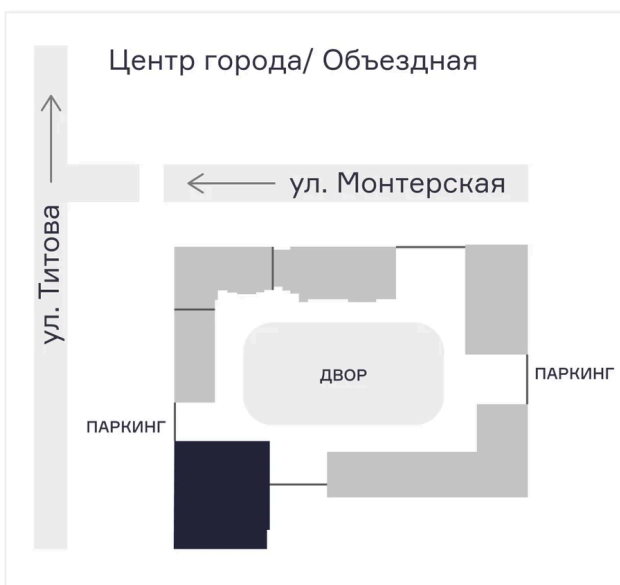 Центр города/ Объездная
ул. Монтерская
ул. Титова
ДВОР
ПАРКИНГ
ПАРКИНГ